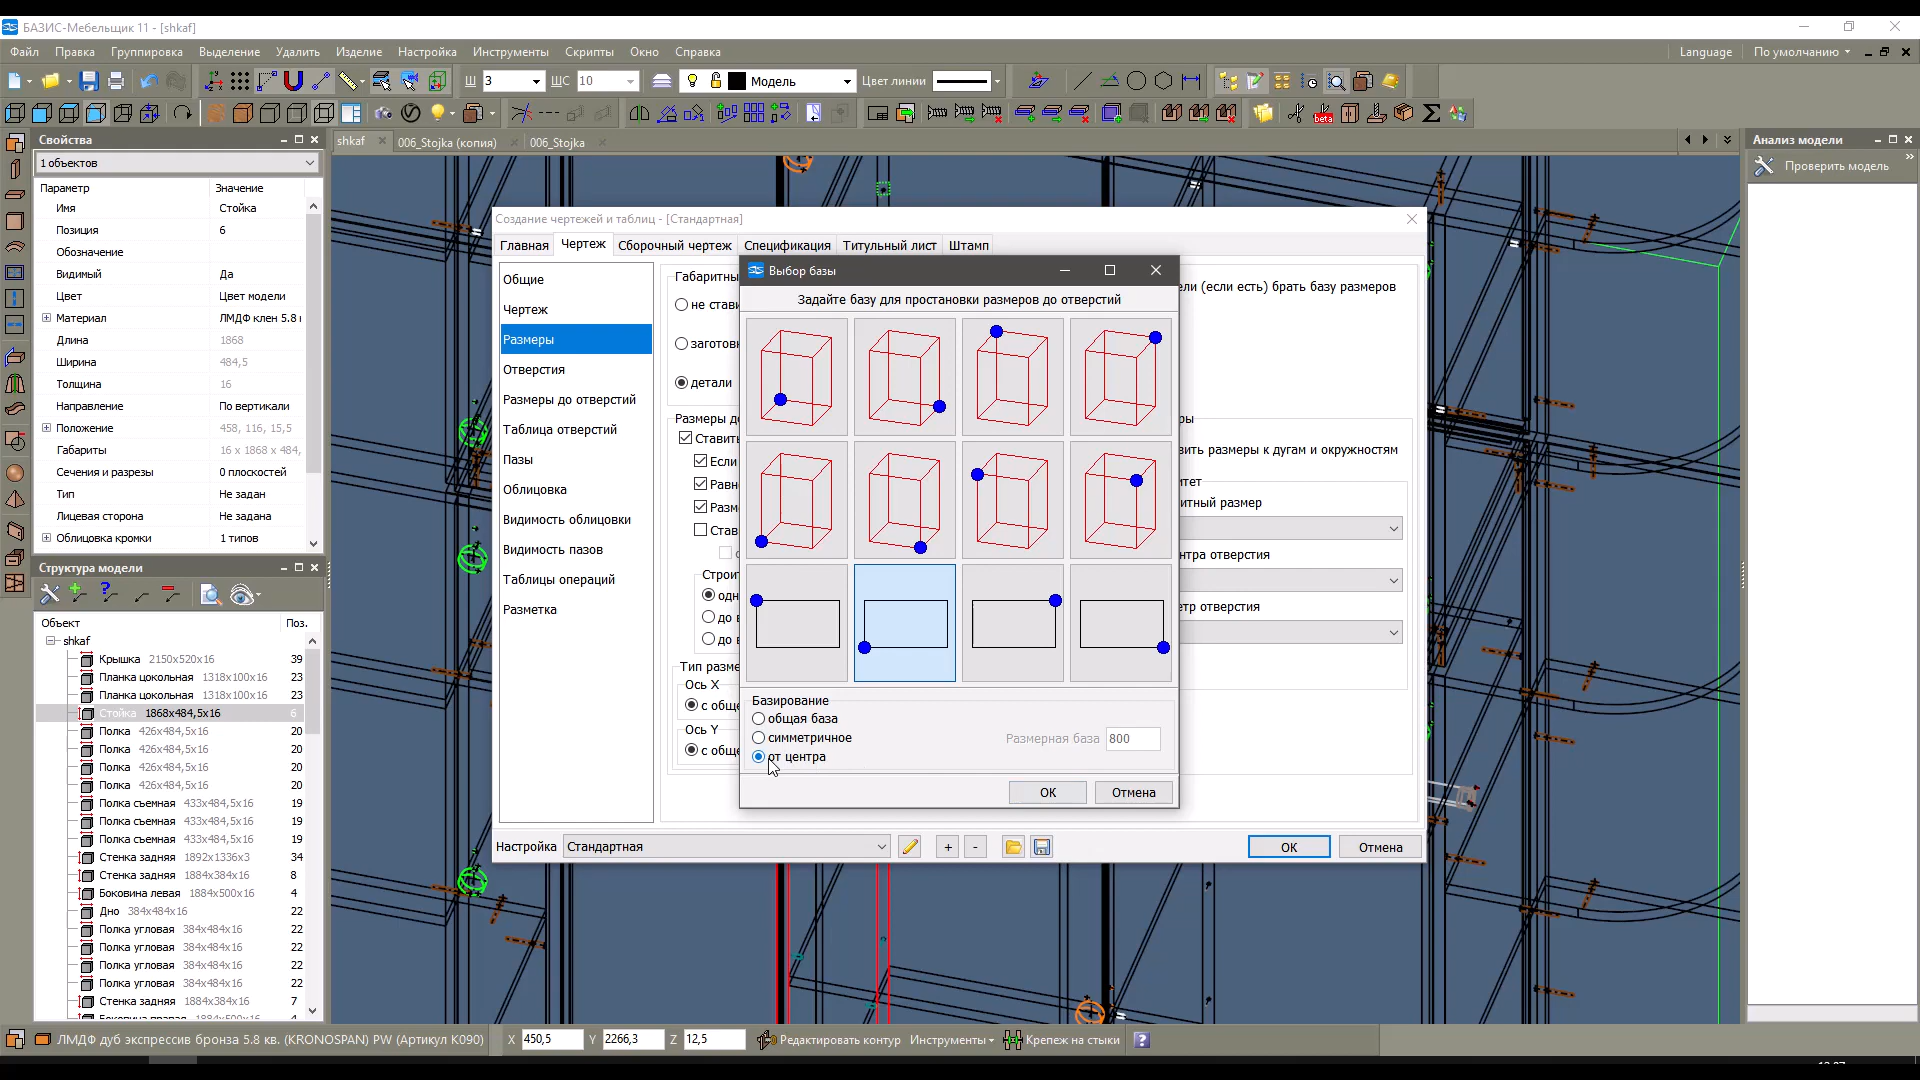 БАЗИС-Мебельщик 11 - [shkaf]
Файл Правка Группировка Выделение Удалить Изделие Настройка Инструменты Скрипты Окно Справка Language По умолчанию
Ш 3 ШС 10 Модель Цвет линии
beta
Свойства
shkaf 006_Stojka (копия) 006_Stojka
Анализ модели
Проверить модель
1 объектов
Параметр Значение
Имя Стойка
Позиция 6
Обозначение
Видимый Да
Цвет Цвет модели
Материал ЛМДФ клен 5.8
Длина 1868
Ширина 484,5
Толщина 16
Направление По вертикали
Положение 458, 116, 15,5
Габариты 16 x 1868 x 484,
Сечения и разрезы 0 плоскостей
Тип Не задан
Лицевая сторона Не задана
Облицовка кромки 1 типов
Структура модели
Объект Поз.
shkaf
Крышка 2150x520x16 39
Планка цокольная 1318x100x16 23
Планка цокольная 1318x100x16 23
Стойка 1868x484,5x16 6
Полка 426x484,5x16 20
Полка 426x484,5x16 20
Полка 426x484,5x16 20
Полка 426x484,5x16 20
Полка съемная 433x484,5x16 19
Полка съемная 433x484,5x16 19
Полка съемная 433x484,5x16 19
Стенка задняя 1892x1336x3 34
Стенка задняя 1884x384x16 8
Боковина левая 1884x500x16 4
Дно 384x484x16 22
Полка угловая 384x484x16 22
Полка угловая 384x484x16 22
Полка угловая 384x484x16 22
Полка угловая 384x484x16 22
Стенка задняя 1884x384x16 7
Создание чертежей и таблиц - [Стандартная]
Главная Чертеж Сборочный чертеж Спецификация Титульный лист Штамп
Общие
Чертеж
Размеры
Отверстия
Размеры до отверстий
Таблица отверстий
Пазы
Облицовка
Видимость облицовки
Видимость пазов
Таблицы операций
Разметка
Габаритны
не стави
заготовк
детали
Размеры до
Ставить
Если
Равн
Разм
Став
Строит
одн
до в
до в
Тип разме
Ось X
с обще
Ось Y
с обще
ели (если есть) брать базу размеров
ры
вить размеры к дугам и окружностям
итет
итный размер
нтра отверстия
етр отверстия
Выбор базы
Задайте базу для простановки размеров до отверстий
Базирование
общая база
симметричное
от центра
Размерная база 800
ОК Отмена
Настройка Стандартная + - ОК Отмена
ЛМДФ дуб экспрессив бронза 5.8 кв. (KRONOSPAN) PW (Артикул K090) X 450,5 Y 2266,3 Z 12,5 Редактировать контур Инструменты Крепеж на стыки ?